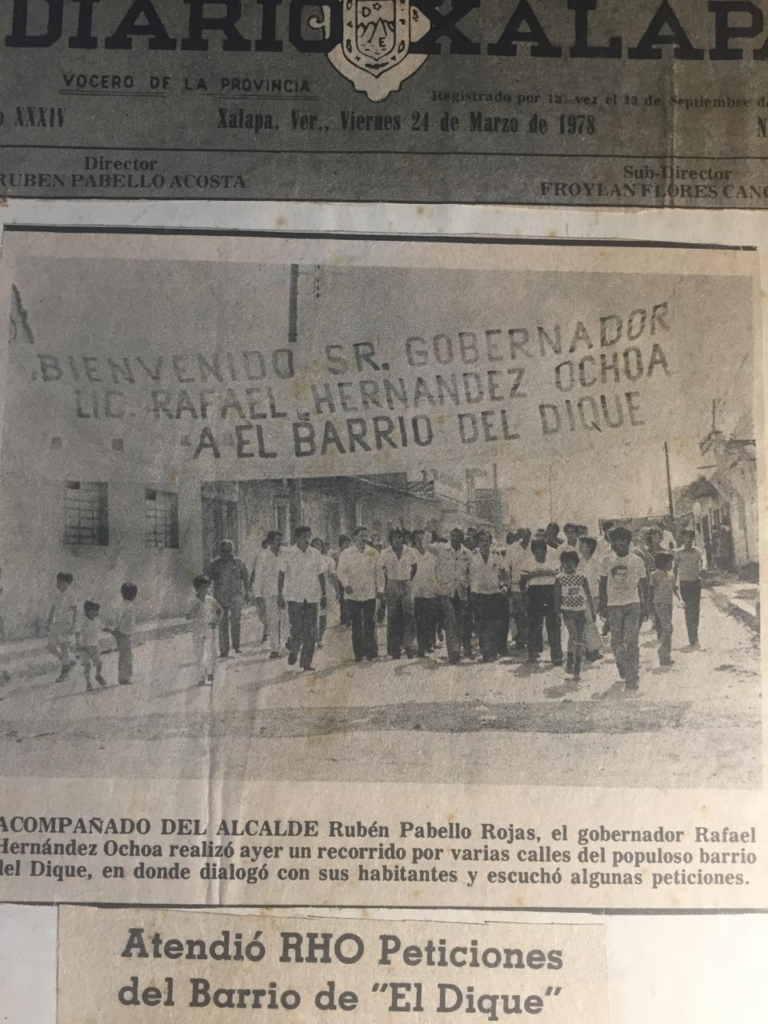 DIARIO XALAPA
VOCERO DE LA PROVINCIA
Registrado por 1a. vez el 13 de Septiembre
XXXIV
Xalapa, Ver., Viernes 24 de Marzo de 1978
N
Director
RUBEN PABELLO ACOSTA
Sub-Director
FROYLAN FLORES CANC
BIENVENIDO SR. GOBERNADOR
LIC. RAFAEL HERNANDEZ OCHOA
A EL BARRIO DEL DIQUE
ACOMPAÑADO DEL ALCALDE Rubén Pabello Rojas, el gobernador Rafael
Hernández Ochoa realizó ayer un recorrido por varias calles del populoso barrio
del Dique, en donde dialogó con sus habitantes y escuchó algunas peticiones.
Atendió RHO Peticiones
del Barrio de "El Dique"